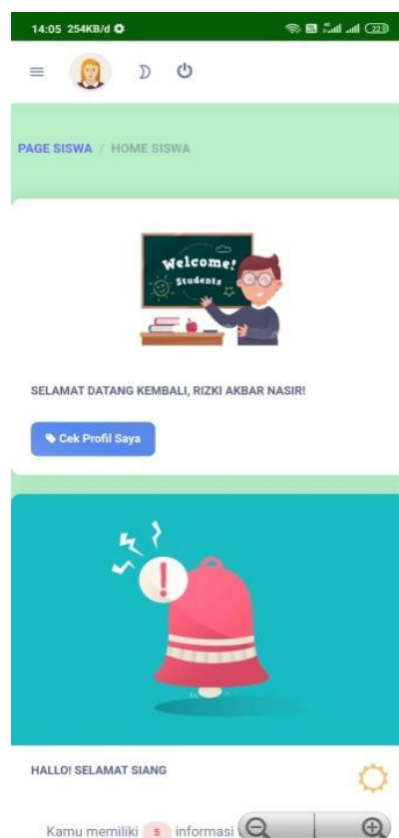 14:05 254KB/d
22
PAGE SISWA / HOME SISWA
Welcome!
Students
SELAMAT DATANG KEMBALI, RIZKI AKBAR NASIR!
Cek Profil Saya
!
HALLO! SELAMAT SIANG
Kamu memiliki 5 informasi